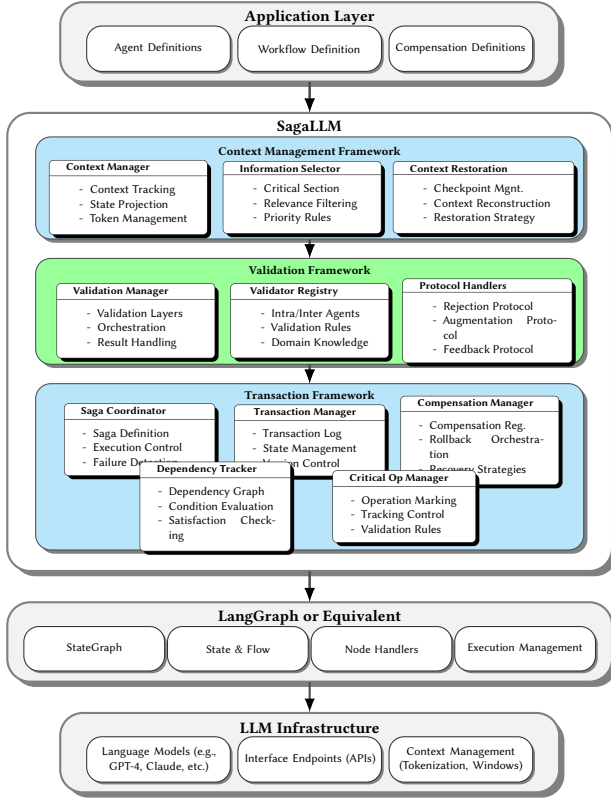 Application Layer
Agent Definitions
Workflow Definition
Compensation Definitions
SagaLLM
Context Management Framework
Context Manager
- Context Tracking
- State Projection
- Token Management
Information Selector
- Critical Section
- Relevance Filtering
- Priority Rules
Context Restoration
- Checkpoint Mgnt.
- Context Reconstruction
- Restoration Strategy
Validation Framework
Validation Manager
- Validation Layers
- Orchestration
- Result Handling
Validator Registry
- Intra/Inter Agents
- Validation Rules
- Domain Knowledge
Protocol Handlers
- Rejection Protocol
- Augmentation Proto-
col
- Feedback Protocol
Transaction Framework
Saga Coordinator
- Saga Definition
- Execution Control
- Failure Detection
Transaction Manager
- Transaction Log
- State Management
- Version Control
Compensation Manager
- Compensation Reg.
- Rollback Orchestra-
tion
- Recovery Strategies
Dependency Tracker
- Dependency Graph
- Condition Evaluation
- Satisfaction Check-
ing
Critical Op Manager
- Operation Marking
- Tracking Control
- Validation Rules
LangGraph or Equivalent
StateGraph
State & Flow
Node Handlers
Execution Management
LLM Infrastructure
Language Models (e.g.,
GPT-4, Claude, etc.)
Interface Endpoints (APIs)
Context Management
(Tokenization, Windows)